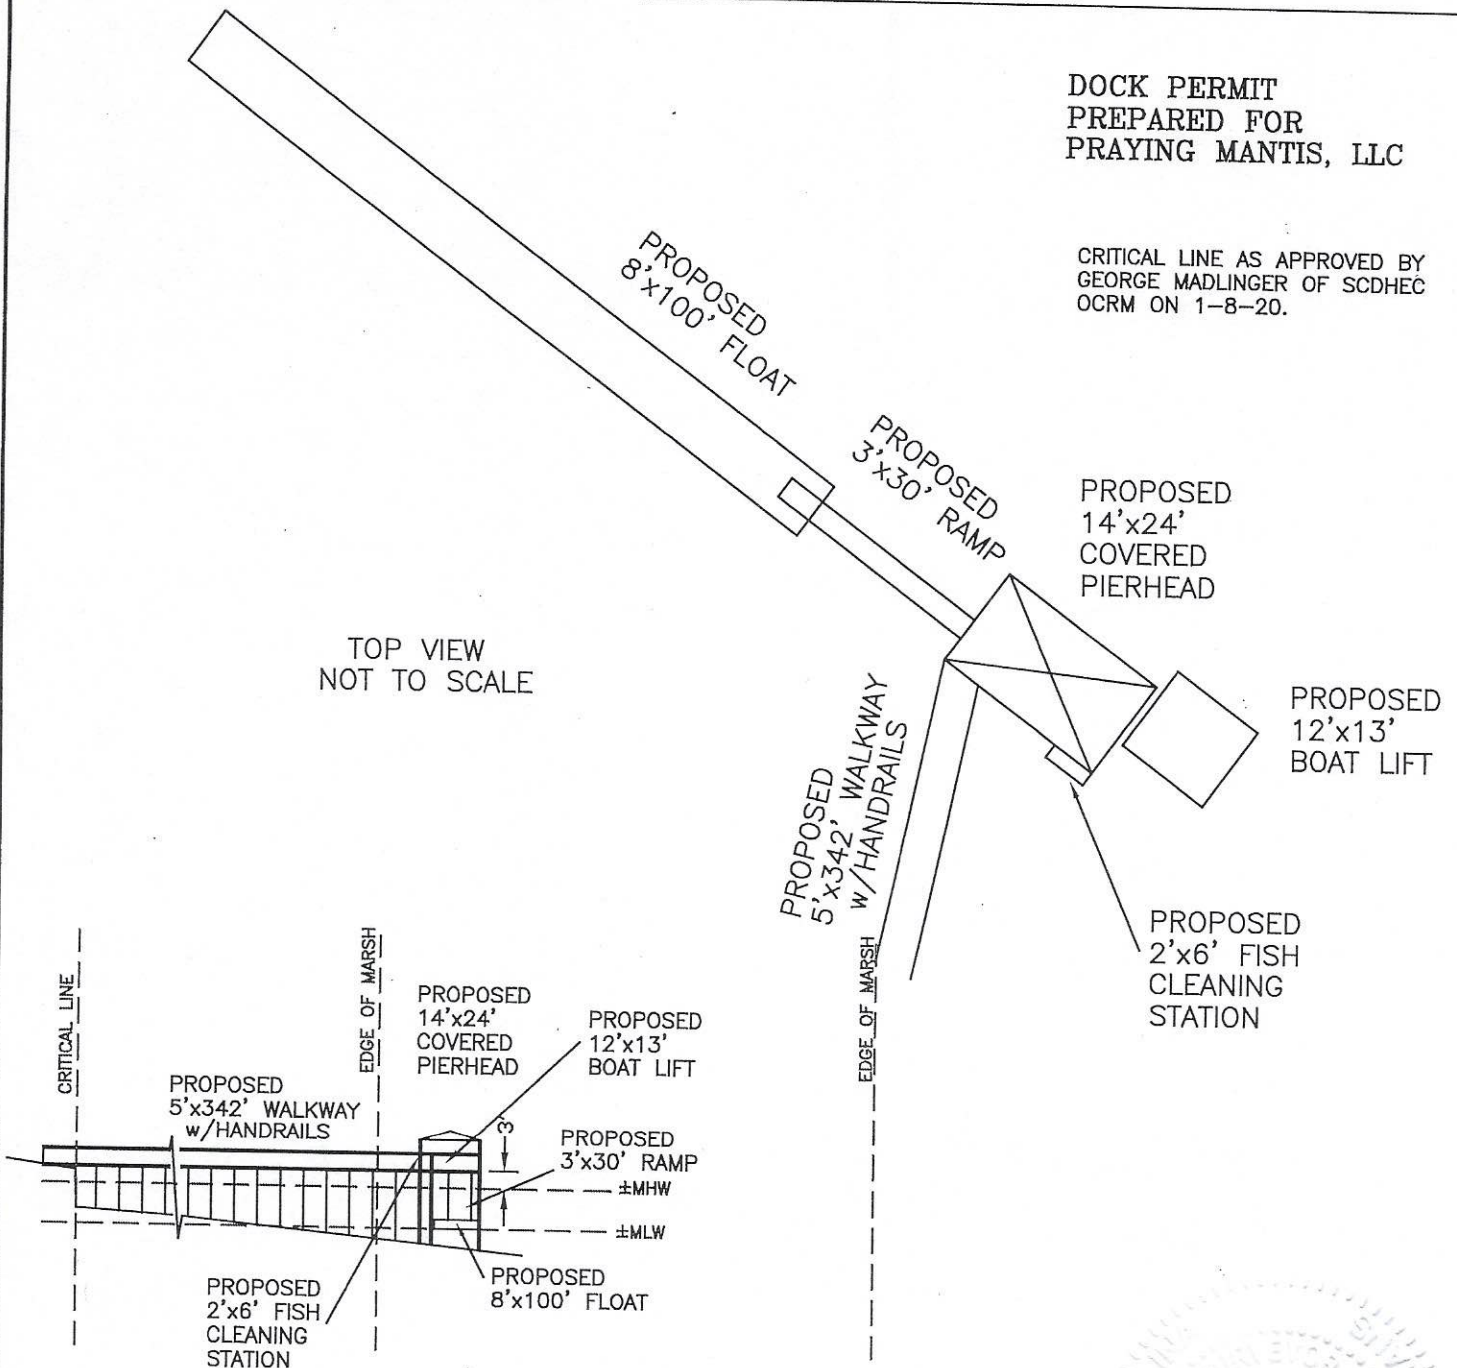 DOCK PERMIT
PREPARED FOR
PRAYING MANTIS, LLC
CRITICAL LINE AS APPROVED BY
GEORGE MADLINGER OF SCDHEC
OCRM ON 1-8-20.
PROPOSED
8'x100' FLOAT
PROPOSED
3'x30' RAMP
PROPOSED
14'x24'
COVERED
PIERHEAD
TOP VIEW
NOT TO SCALE
PROPOSED
12'x13'
BOAT LIFT
PROPOSED
5'x342' WALKWAY
w/HANDRAILS
PROPOSED
2'x6' FISH
CLEANING
STATION
EDGE OF MARSH
CRITICAL LINE
EDGE OF MARSH
PROPOSED
14'x24'
COVERED
PIERHEAD
PROPOSED
12'x13'
BOAT LIFT
PROPOSED
5'x342' WALKWAY
w/HANDRAILS
3'
PROPOSED
3'x30' RAMP
±MHW
±MLW
PROPOSED
8'x100' FLOAT
PROPOSED
2'x6' FISH
CLEANING
STATION